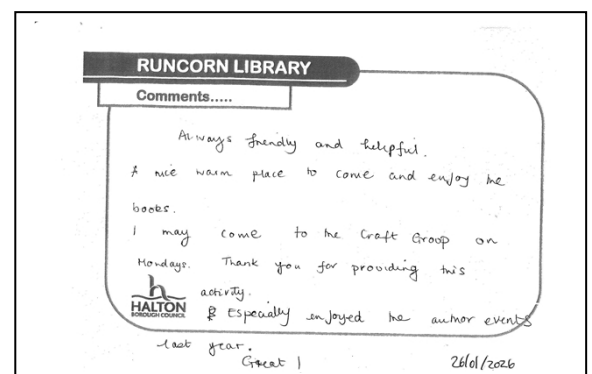 RUNCORN LIBRARY
Comments.....
Always friendly and helpful.
A nice warm place to come and enjoy the
books.
I may come to the Craft Group on
Mondays. Thank you for providing this
activity.
HALTON
BOROUGH COUNCIL
& Especially enjoyed the author events
last year.
Great !
26/01/2026